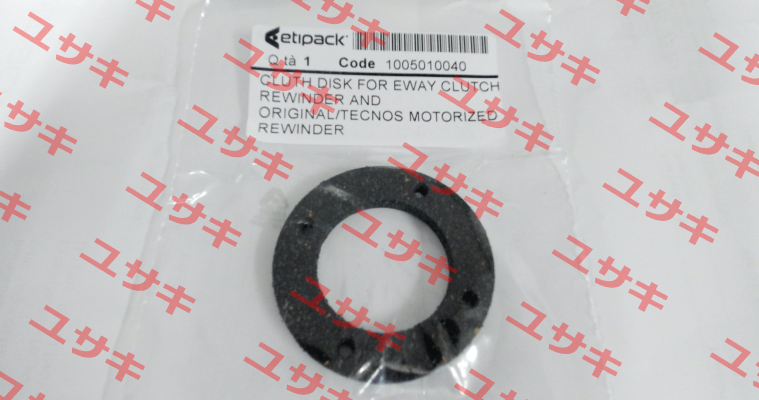 etipack
Q.tà 1 Code 1005010040
CLUTH DISK FOR EWAY CLUTCH
REWINDER AND
ORIGINAL/TECNOS MOTORIZED
REWINDER
ユサキ